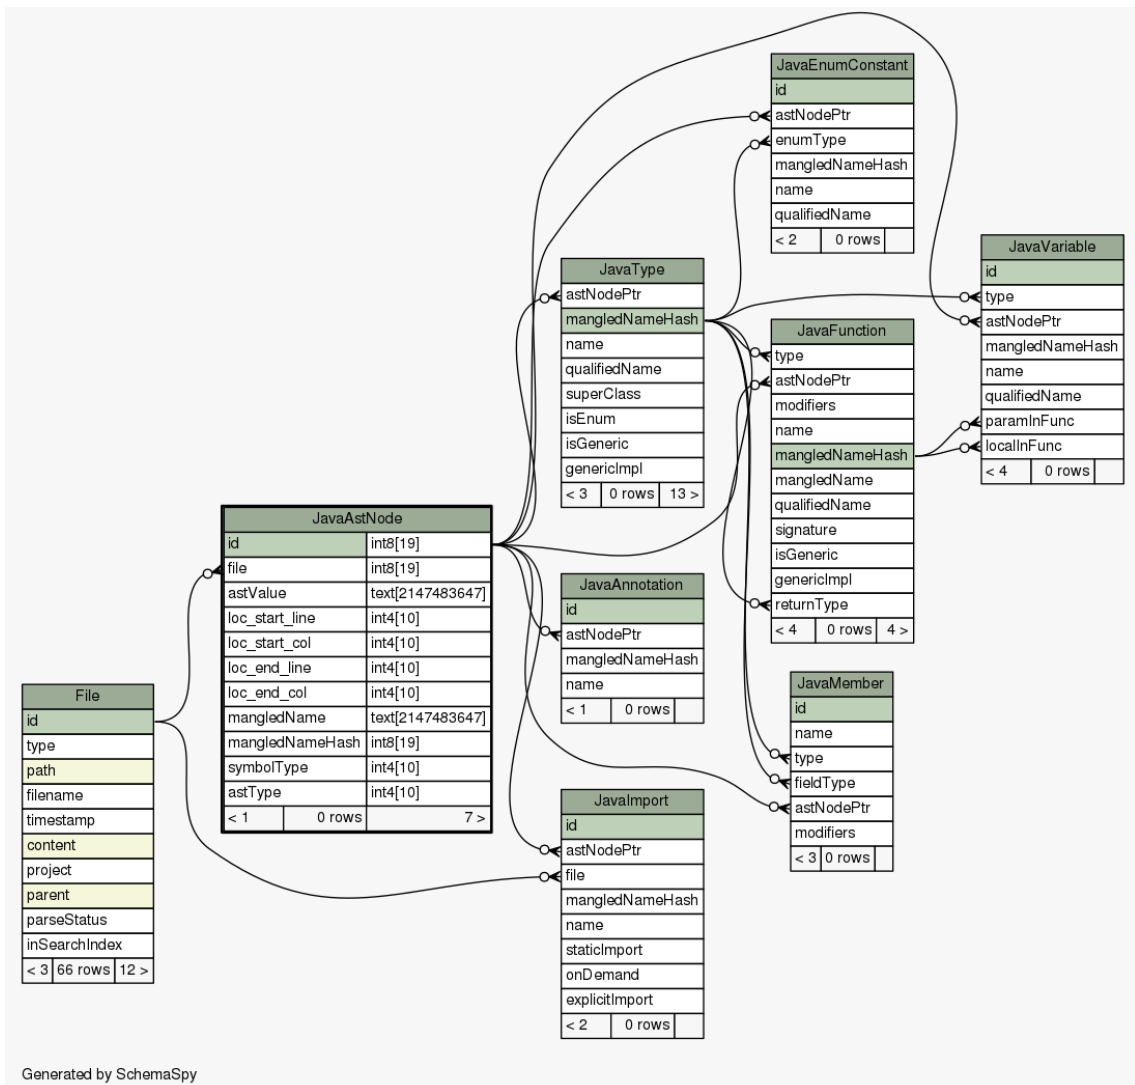 JavaEnumConstant
id
astNodePtr
enumType
mangledNameHash
name
qualifiedName
< 2 0 rows
JavaVariable
id
type
astNodePtr
mangledNameHash
name
qualifiedName
paramInFunc
localInFunc
< 4 0 rows
JavaType
astNodePtr
mangledNameHash
name
qualifiedName
superClass
isEnum
isGeneric
genericImpl
< 3 0 rows 13 >
JavaFunction
type
astNodePtr
modifiers
name
mangledNameHash
mangledName
qualifiedName
signature
isGeneric
genericImpl
returnType
< 4 0 rows 4 >
JavaAstNode
id int8[19]
file int8[19]
astValue text[2147483647]
loc_start_line int4[10]
loc_start_col int4[10]
loc_end_line int4[10]
loc_end_col int4[10]
mangledName text[2147483647]
mangledNameHash int8[19]
symbolType int4[10]
astType int4[10]
< 1 0 rows 7 >
JavaAnnotation
id
astNodePtr
mangledNameHash
name
< 1 0 rows
JavaMember
id
name
type
fieldType
astNodePtr
modifiers
< 3 0 rows
File
id
type
path
filename
timestamp
content
project
parent
parseStatus
inSearchIndex
< 3 66 rows 12 >
JavaImport
id
astNodePtr
file
mangledNameHash
name
staticImport
onDemand
explicitImport
< 2 0 rows
Generated by SchemaSpy